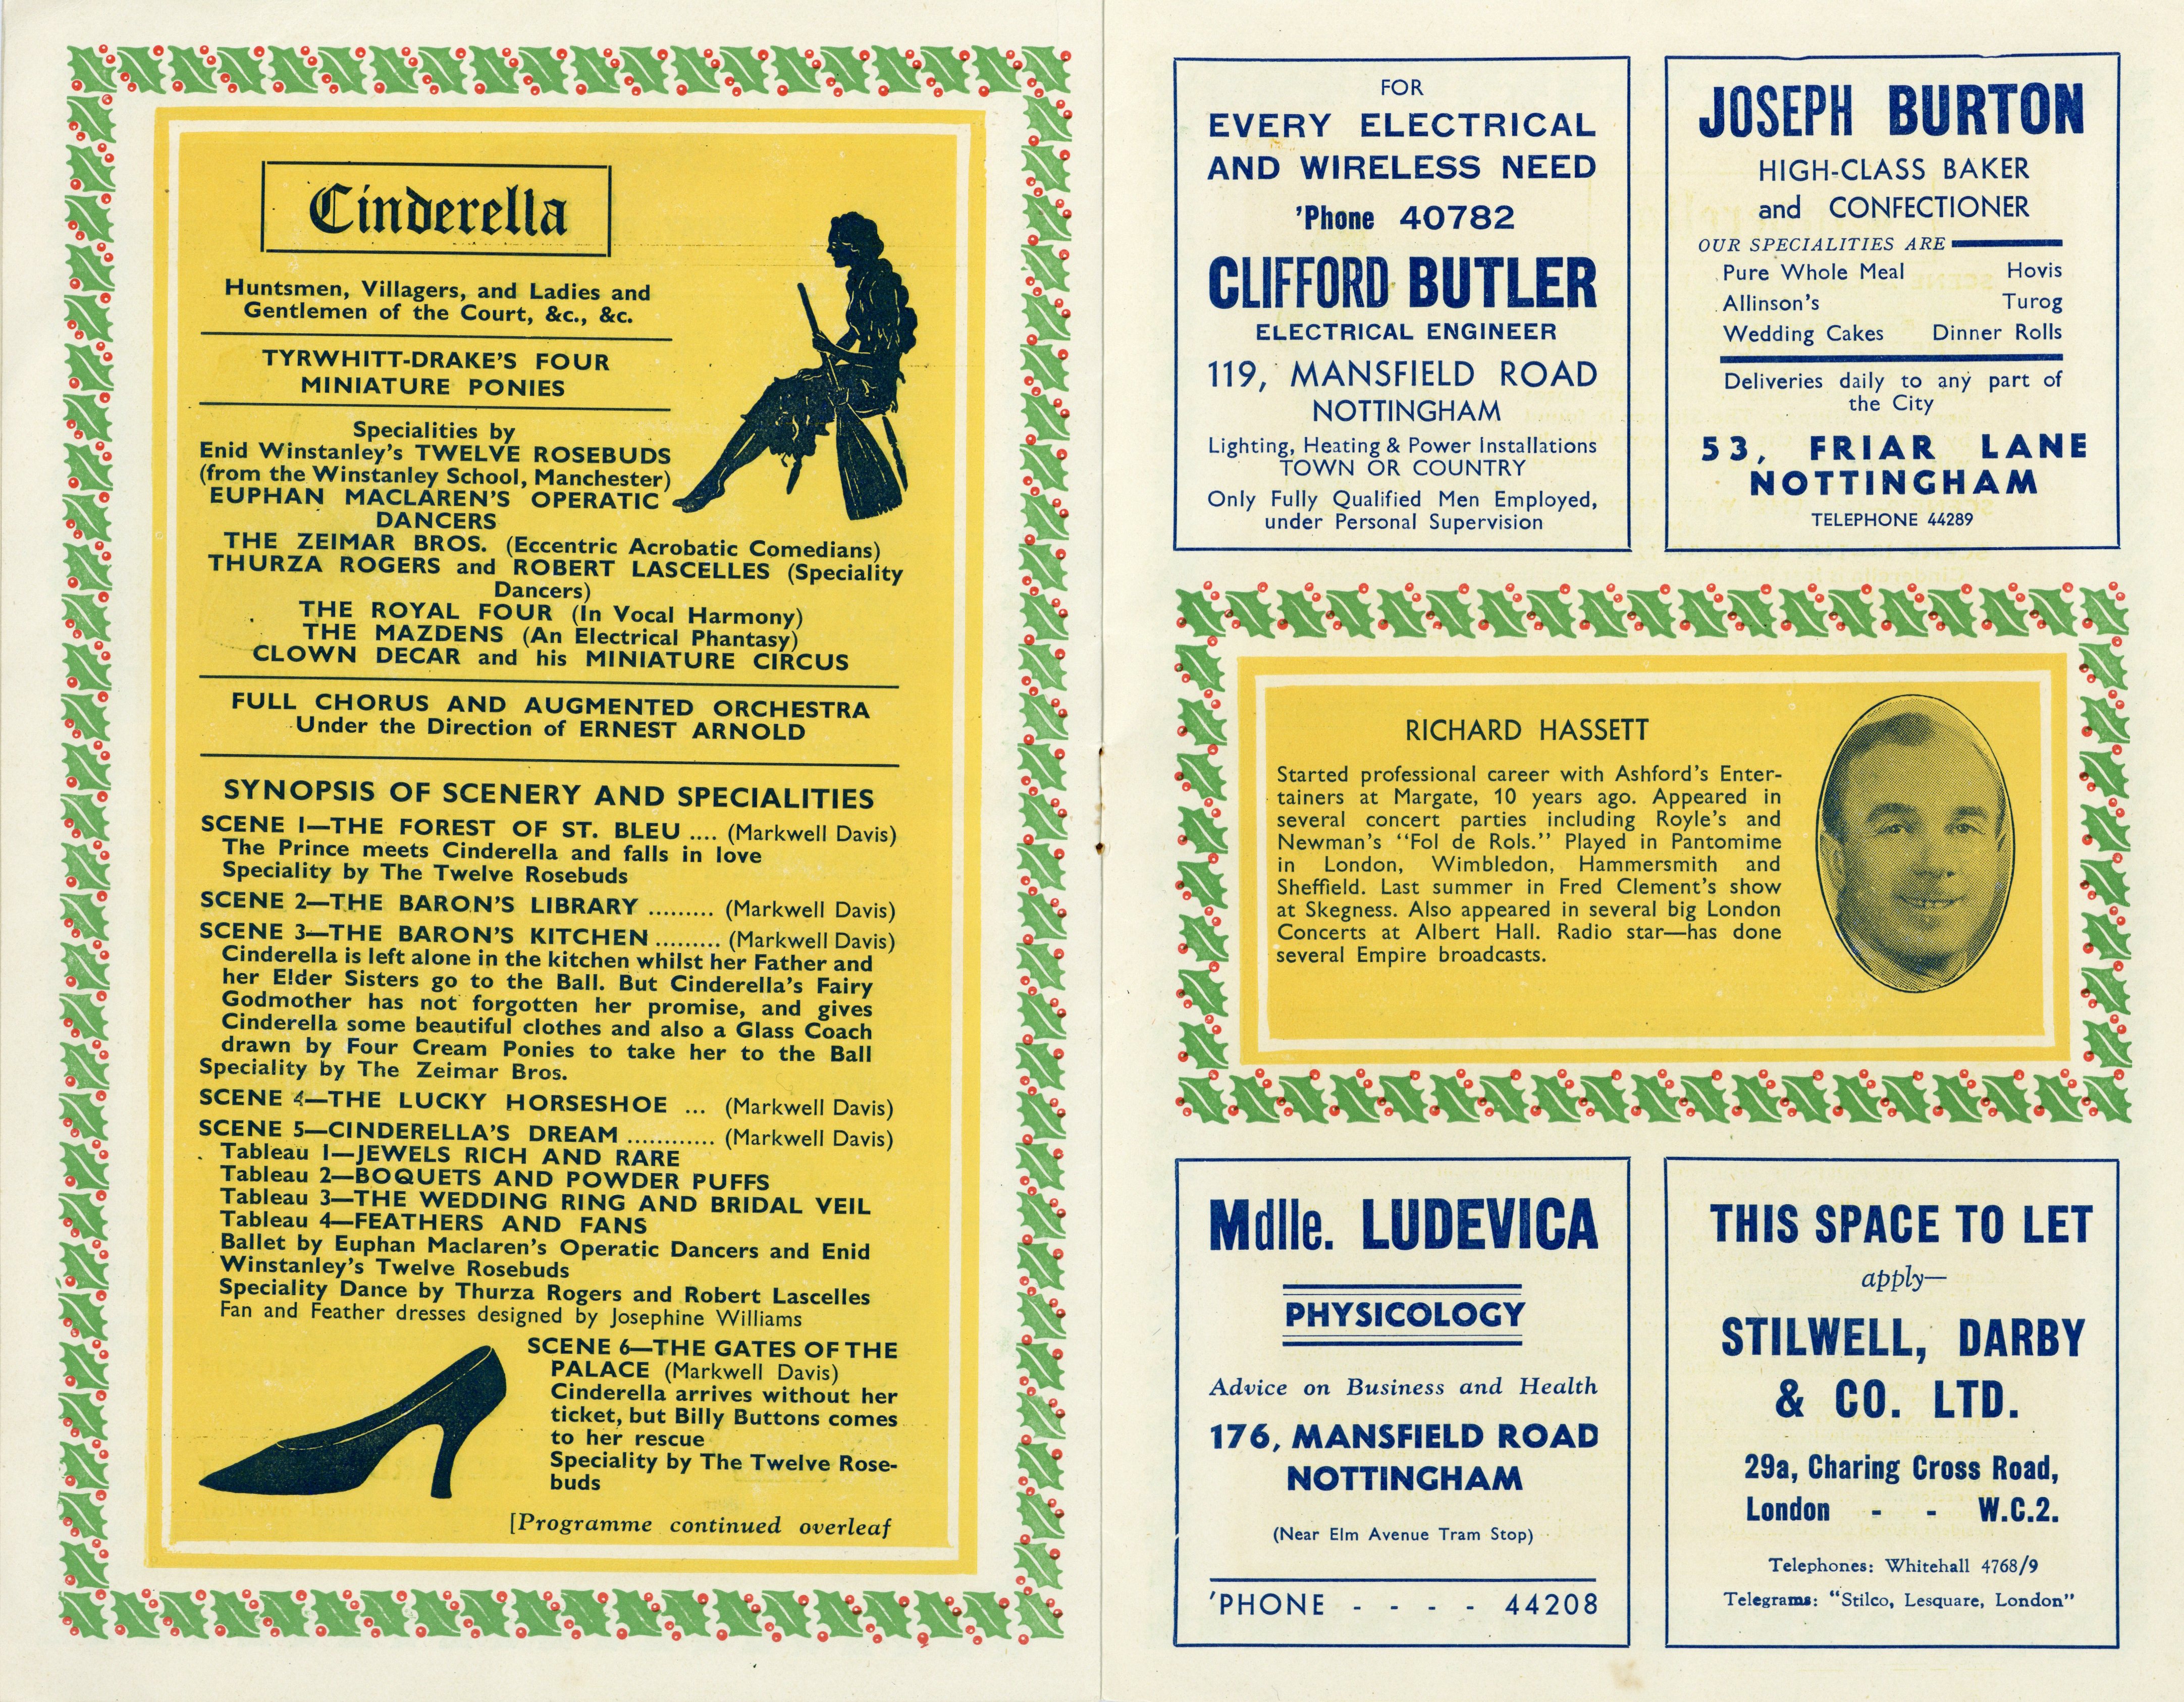 Cinderella
Huntsmen, Villagers, and Ladies and
Gentlemen of the Court, &c., &c.
TYRWHITT-DRAKE'S FOUR
MINIATURE PONIES
Specialities by
Enid Winstanley's TWELVE ROSEBUDS
(from the Winstanley School, Manchester)
EUPHAN MACLAREN'S OPERATIC
DANCERS
THE ZEIMAR BROS. (Eccentric Acrobatic Comedians)
THURZA ROGERS and ROBERT LASCELLES (Speciality
Dancers)
THE ROYAL FOUR (In Vocal Harmony)
THE MAZDENS (An Electrical Phantasy)
CLOWN DECAR and his MINIATURE CIRCUS
FULL CHORUS AND AUGMENTED ORCHESTRA
Under the Direction of ERNEST ARNOLD
SYNOPSIS OF SCENERY AND SPECIALITIES
SCENE 1—THE FOREST OF ST. BLEU .... (Markwell Davis)
The Prince meets Cinderella and falls in love
Speciality by The Twelve Rosebuds
SCENE 2—THE BARON'S LIBRARY ......... (Markwell Davis)
SCENE 3—THE BARON'S KITCHEN ......... (Markwell Davis)
Cinderella is left alone in the kitchen whilst her Father and
her Elder Sisters go to the Ball. But Cinderella's Fairy
Godmother has not forgotten her promise, and gives
Cinderella some beautiful clothes and also a Glass Coach
drawn by Four Cream Ponies to take her to the Ball
Speciality by The Zeimar Bros.
SCENE 4—THE LUCKY HORSESHOE ... (Markwell Davis)
SCENE 5—CINDERELLA'S DREAM ............ (Markwell Davis)
Tableau 1—JEWELS RICH AND RARE
Tableau 2—BOQUETS AND POWDER PUFFS
Tableau 3—THE WEDDING RING AND BRIDAL VEIL
Tableau 4—FEATHERS AND FANS
Ballet by Euphan Maclaren's Operatic Dancers and Enid
Winstanley's Twelve Rosebuds
Speciality Dance by Thurza Rogers and Robert Lascelles
Fan and Feather dresses designed by Josephine Williams
SCENE 6—THE GATES OF THE
PALACE (Markwell Davis)
Cinderella arrives without her
ticket, but Billy Buttons comes
to her rescue
Speciality by The Twelve Rose-
buds
[Programme continued overleaf
FOR
EVERY ELECTRICAL
AND WIRELESS NEED
'Phone 40782
CLIFFORD BUTLER
ELECTRICAL ENGINEER
119, MANSFIELD ROAD
NOTTINGHAM
Lighting, Heating & Power Installations
TOWN OR COUNTRY
Only Fully Qualified Men Employed,
under Personal Supervision
JOSEPH BURTON
HIGH-CLASS BAKER
and CONFECTIONER
OUR SPECIALITIES ARE
Pure Whole Meal Hovis
Allinson's Turog
Wedding Cakes Dinner Rolls
Deliveries daily to any part of
the City
53, FRIAR LANE
NOTTINGHAM
TELEPHONE 44289
RICHARD HASSETT
Started professional career with Ashford's Enter-
tainers at Margate, 10 years ago. Appeared in
several concert parties including Royle's and
Newman's "Fol de Rols." Played in Pantomime
in London, Wimbledon, Hammersmith and
Sheffield. Last summer in Fred Clement's show
at Skegness. Also appeared in several big London
Concerts at Albert Hall. Radio star—has done
several Empire broadcasts.
Mdlle. LUDEVICA
PHYSICOLOGY
Advice on Business and Health
176, MANSFIELD ROAD
NOTTINGHAM
(Near Elm Avenue Tram Stop)
'PHONE - - - - 44208
THIS SPACE TO LET
apply—
STILWELL, DARBY
& CO. LTD.
29a, Charing Cross Road,
London - - W.C.2.
Telephones: Whitehall 4768/9
Telegrams: "Stilco, Lesquare, London"